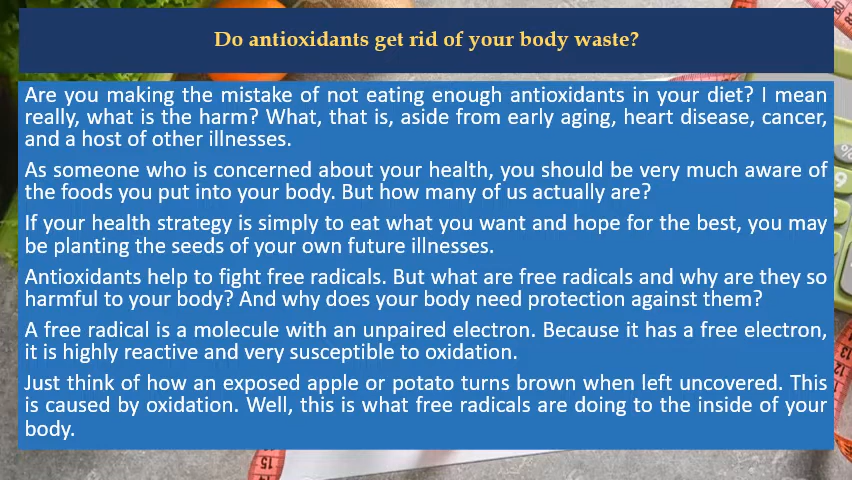 Do antioxidants get rid of your body waste?
Are you making the mistake of not eating enough antioxidants in your diet? I mean
really, what is the harm? What, that is, aside from early aging, heart disease, cancer,
and a host of other illnesses.
As someone who is concerned about your health, you should be very much aware of
the foods you put into your body. But how many of us actually are?
If your health strategy is simply to eat what you want and hope for the best, you may
be planting the seeds of your own future illnesses.
Antioxidants help to fight free radicals. But what are free radicals and why are they so
harmful to your body? And why does your body need protection against them?
A free radical is a molecule with an unpaired electron. Because it has a free electron,
it is highly reactive and very susceptible to oxidation.
Just think of how an exposed apple or potato turns brown when left uncovered. This
is caused by oxidation. Well, this is what free radicals are doing to the inside of your
body.
15